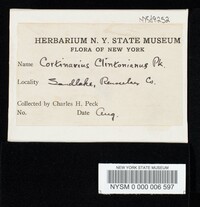 NYSf9252
HERBARIUM N. Y. STATE MUSEUM
FLORA OF NEW YORK
Name Cortinarius Clintonianus Pk.
Locality Sandlake, Rensselaer Co.
Collected by Charles H. Peck
No. Date Aug.
NEW YORK STATE MUSEUM
NYSM 0 000 006 597